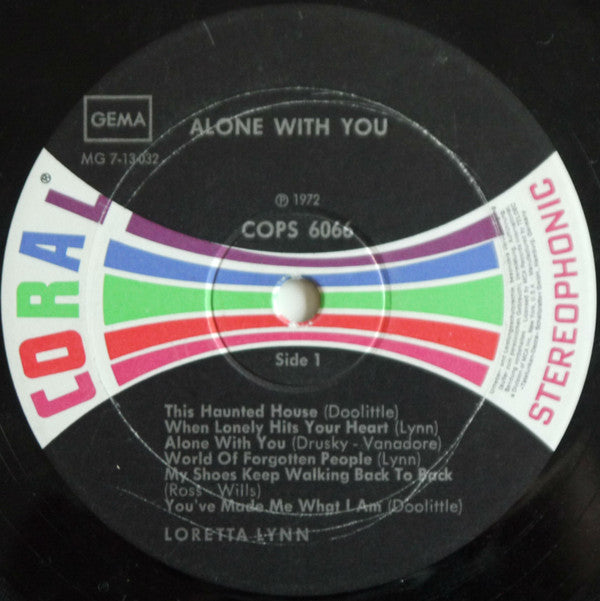 GEMA
ALONE WITH YOU
MG 7-13 032
℗ 1972
COPS 6066
CORAL
®
STEREOPHONIC
Side 1
This Haunted House (Doolittle)
When Lonely Hits Your Heart (Lynn)
Alone With You (Drusky - Vanadore)
World Of Forgotten People (Lynn)
My Shoes Keep Walking Back To Back
(Ross - Wills)
You've Made Me What I Am (Doolittle)
LORETTA LYNN